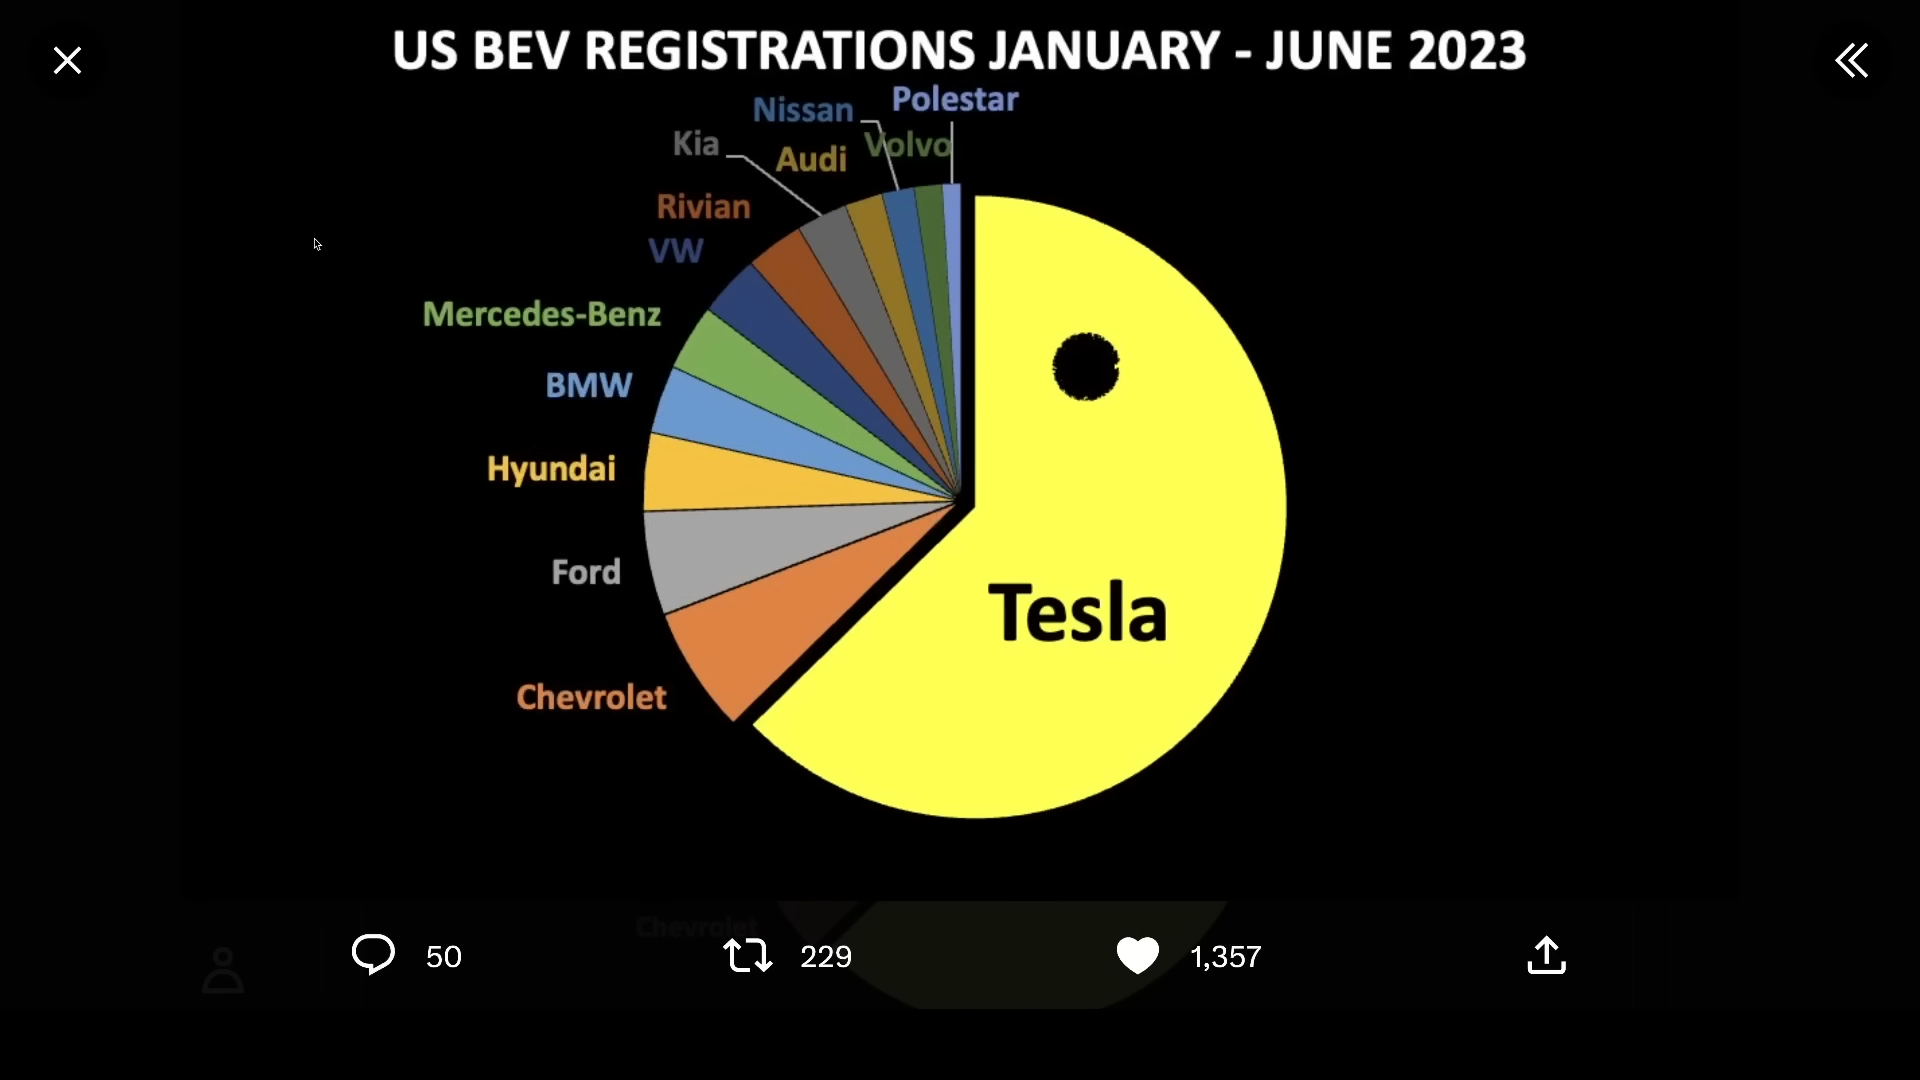 US BEV REGISTRATIONS JANUARY - JUNE 2023
Polestar
Nissan
Kia
Audi
Volvo
Rivian
VW
Mercedes-Benz
BMW
Hyundai
Ford
Tesla
Chevrolet
Chevrolet
50
229
1,357